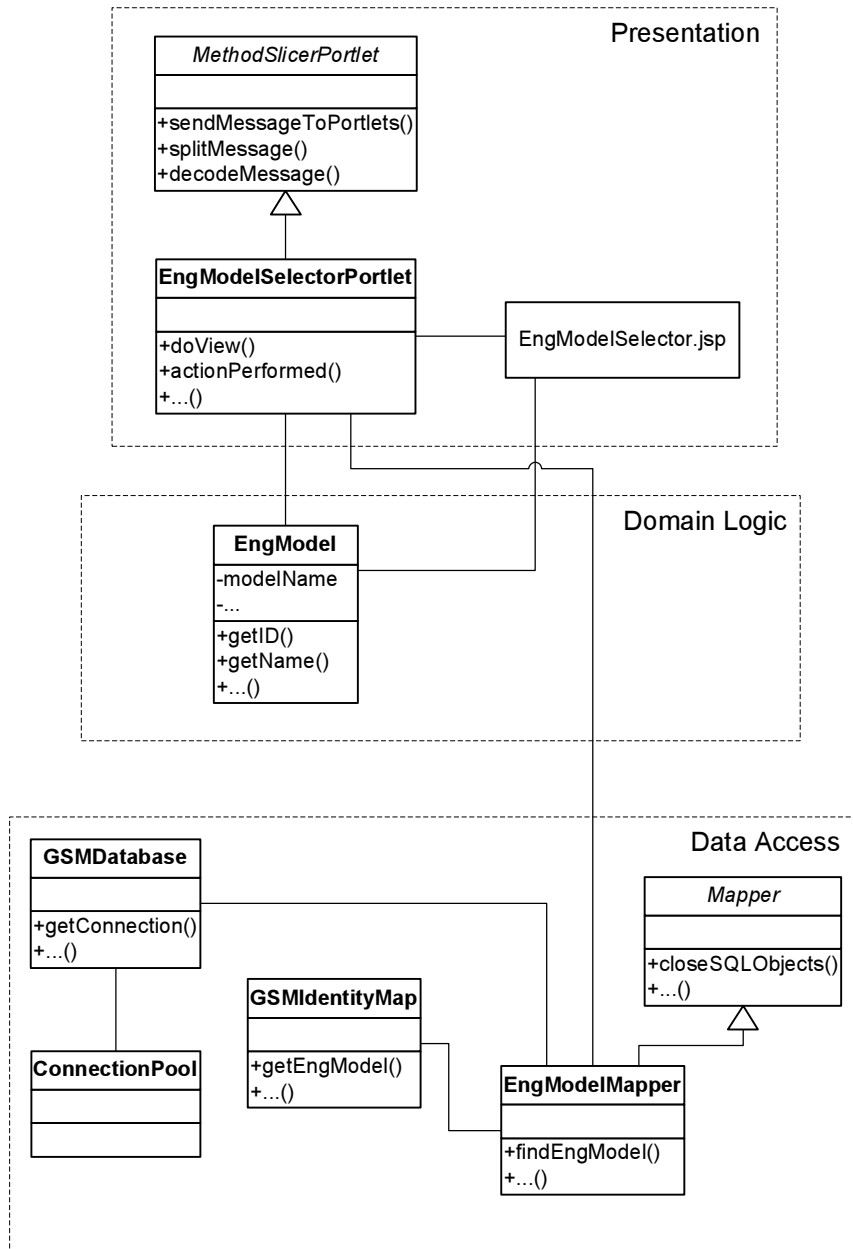 Presentation
MethodSlicerPortlet
+sendMessageToPortlets()
+splitMessage()
+decodeMessage()
EngModelSelectorPortlet
+doView()
+actionPerformed()
+...()
EngModelSelector.jsp
Domain Logic
EngModel
-modelName
-...
+getID()
+getName()
+...()
Data Access
GSMDatabase
+getConnection()
+...()
Mapper
+closeSQLObjects()
+...()
GSMIdentityMap
+getEngModel()
+...()
ConnectionPool
EngModelMapper
+findEngModel()
+...()